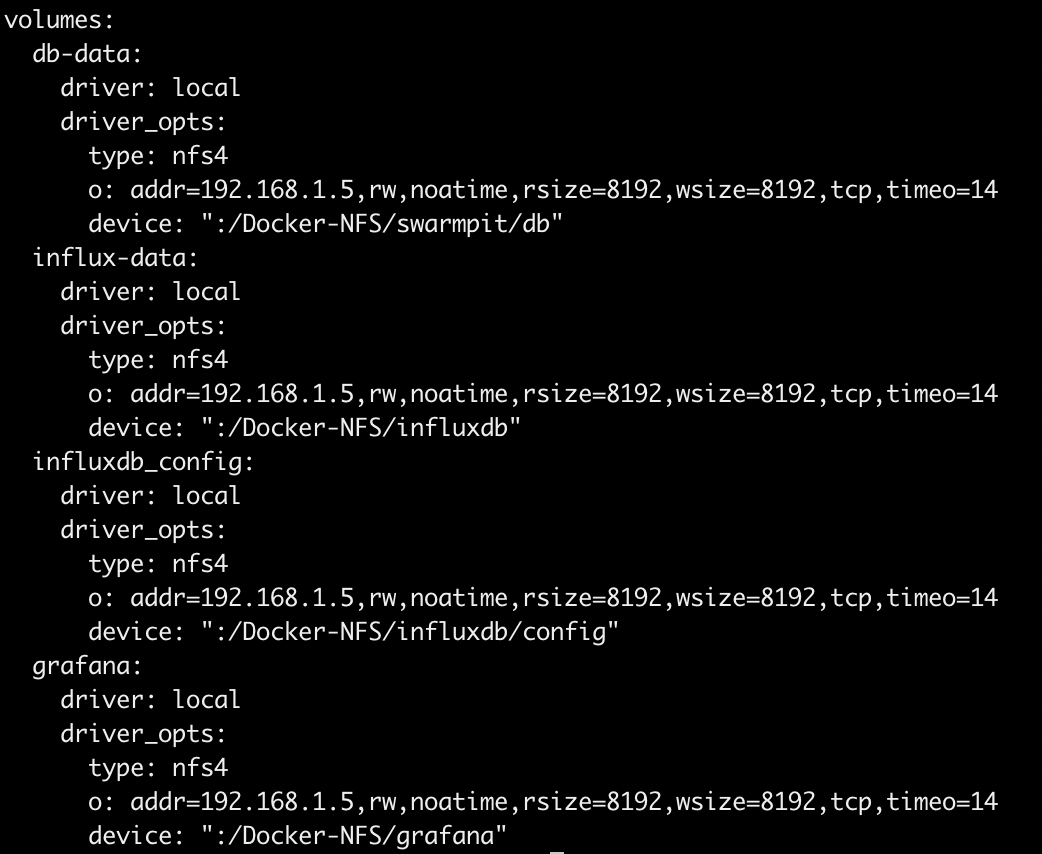 volumes:
  db-data:
    driver: local
    driver_opts:
      type: nfs4
      o: addr=192.168.1.5,rw,noatime,rsize=8192,wsize=8192,tcp,timeo=14
      device: ":/Docker-NFS/swarmpit/db"
  influx-data:
    driver: local
    driver_opts:
      type: nfs4
      o: addr=192.168.1.5,rw,noatime,rsize=8192,wsize=8192,tcp,timeo=14
      device: ":/Docker-NFS/influxdb"
  influxdb_config:
    driver: local
    driver_opts:
      type: nfs4
      o: addr=192.168.1.5,rw,noatime,rsize=8192,wsize=8192,tcp,timeo=14
      device: ":/Docker-NFS/influxdb/config"
  grafana:
    driver: local
    driver_opts:
      type: nfs4
      o: addr=192.168.1.5,rw,noatime,rsize=8192,wsize=8192,tcp,timeo=14
      device: ":/Docker-NFS/grafana"